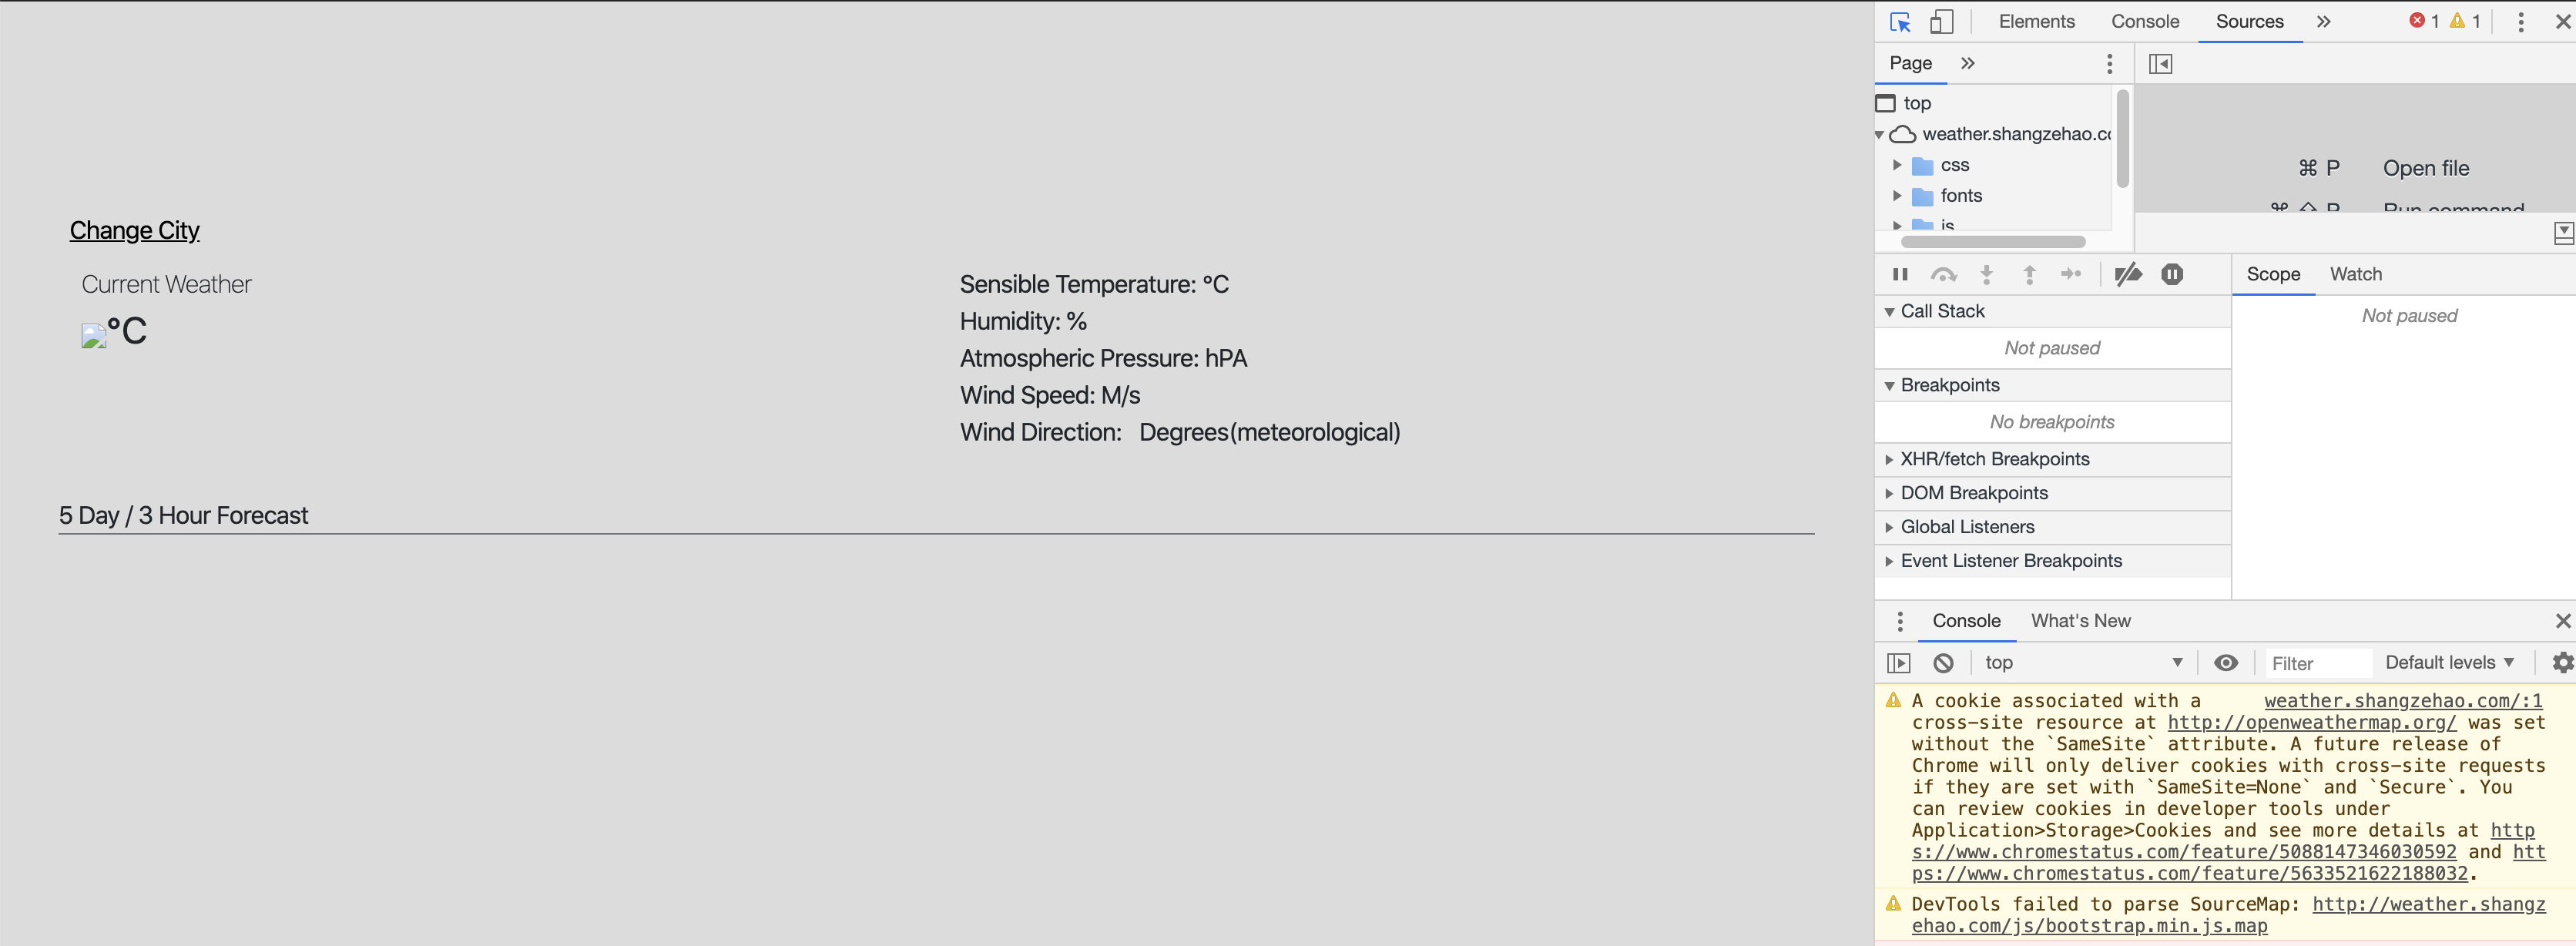 Change City
Current Weather
°C
Sensible Temperature: °C
Humidity: %
Atmospheric Pressure: hPA
Wind Speed: M/s
Wind Direction:   Degrees(meteorological)
5 Day / 3 Hour Forecast
Elements Console Sources » 1 1
Page »
top
weather.shangzehao.co
css
fonts
js
⌘ P Open file
⌘ ⇧ P Run command
Scope Watch
Not paused
Call Stack
Not paused
Breakpoints
No breakpoints
XHR/fetch Breakpoints
DOM Breakpoints
Global Listeners
Event Listener Breakpoints
Console What's New
top Filter Default levels
A cookie associated with a weather.shangzehao.com/:1
cross-site resource at http://openweathermap.org/ was set
without the `SameSite` attribute. A future release of
Chrome will only deliver cookies with cross-site requests
if they are set with `SameSite=None` and `Secure`. You
can review cookies in developer tools under
Application>Storage>Cookies and see more details at http
s://www.chromestatus.com/feature/5088147346030592 and htt
ps://www.chromestatus.com/feature/5633521622188032.
DevTools failed to parse SourceMap: http://weather.shangz
ehao.com/js/bootstrap.min.js.map